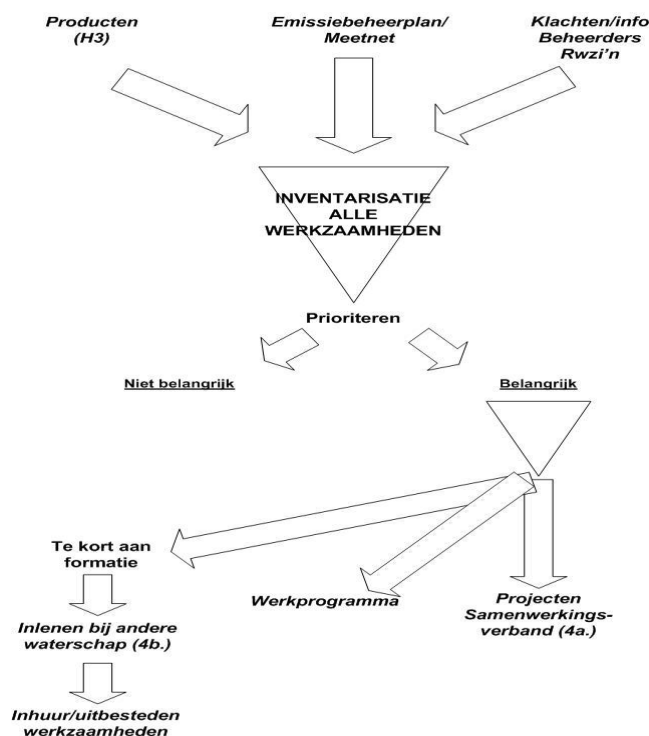 Producten
(H3)
Emissiebeheerplan/
Meetnet
Klachten/info
Beheerders
Rwzi'n
INVENTARISATIE
ALLE
WERKZAAMHEDEN
Prioriteren
Niet belangrijk
Belangrijk
Te kort aan
formatie
Werkprogramma
Projecten
Samenwerkings-
verband (4a.)
Inlenen bij andere
waterschap (4b.)
Inhuur/uitbesteden
werkzaamheden